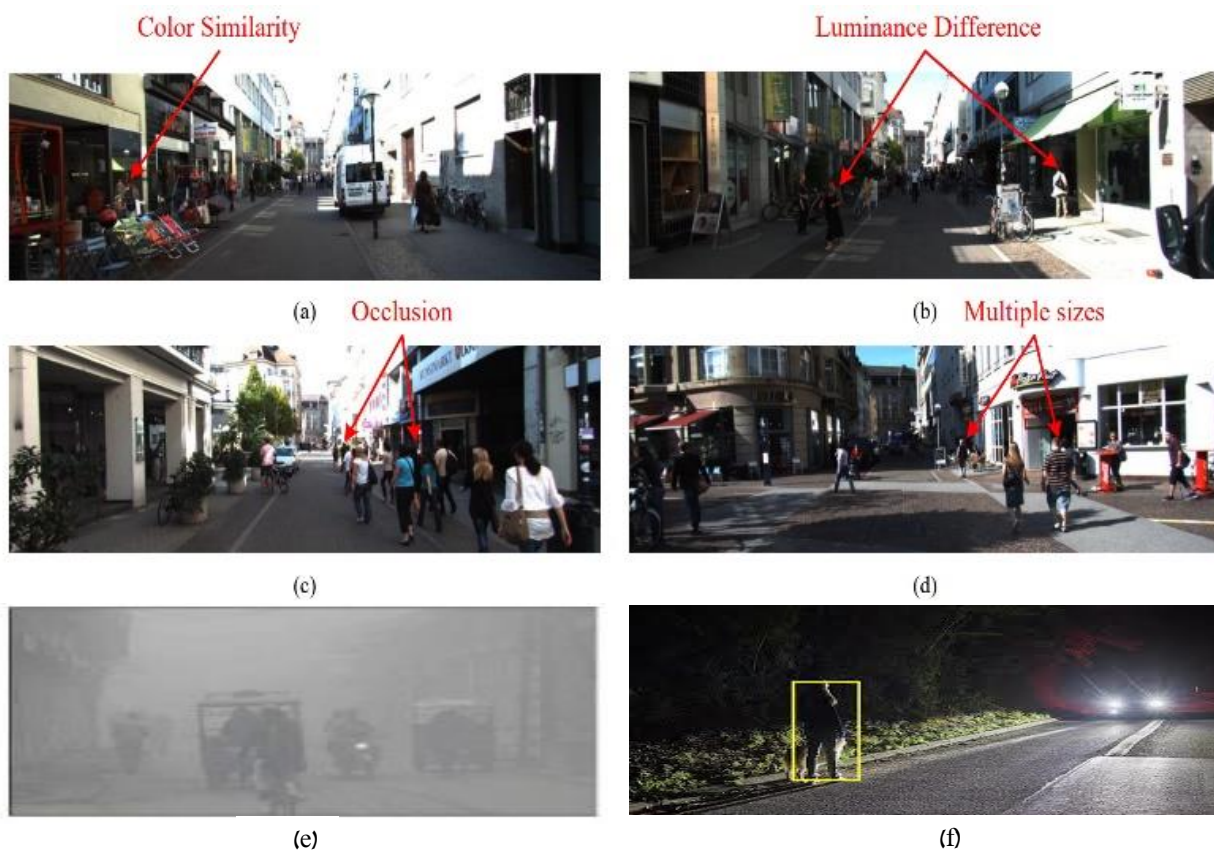 Color Similarity
Luminance Difference
(a)
(b)
Occlusion
Multiple sizes
(c)
(d)
(e)
(f)